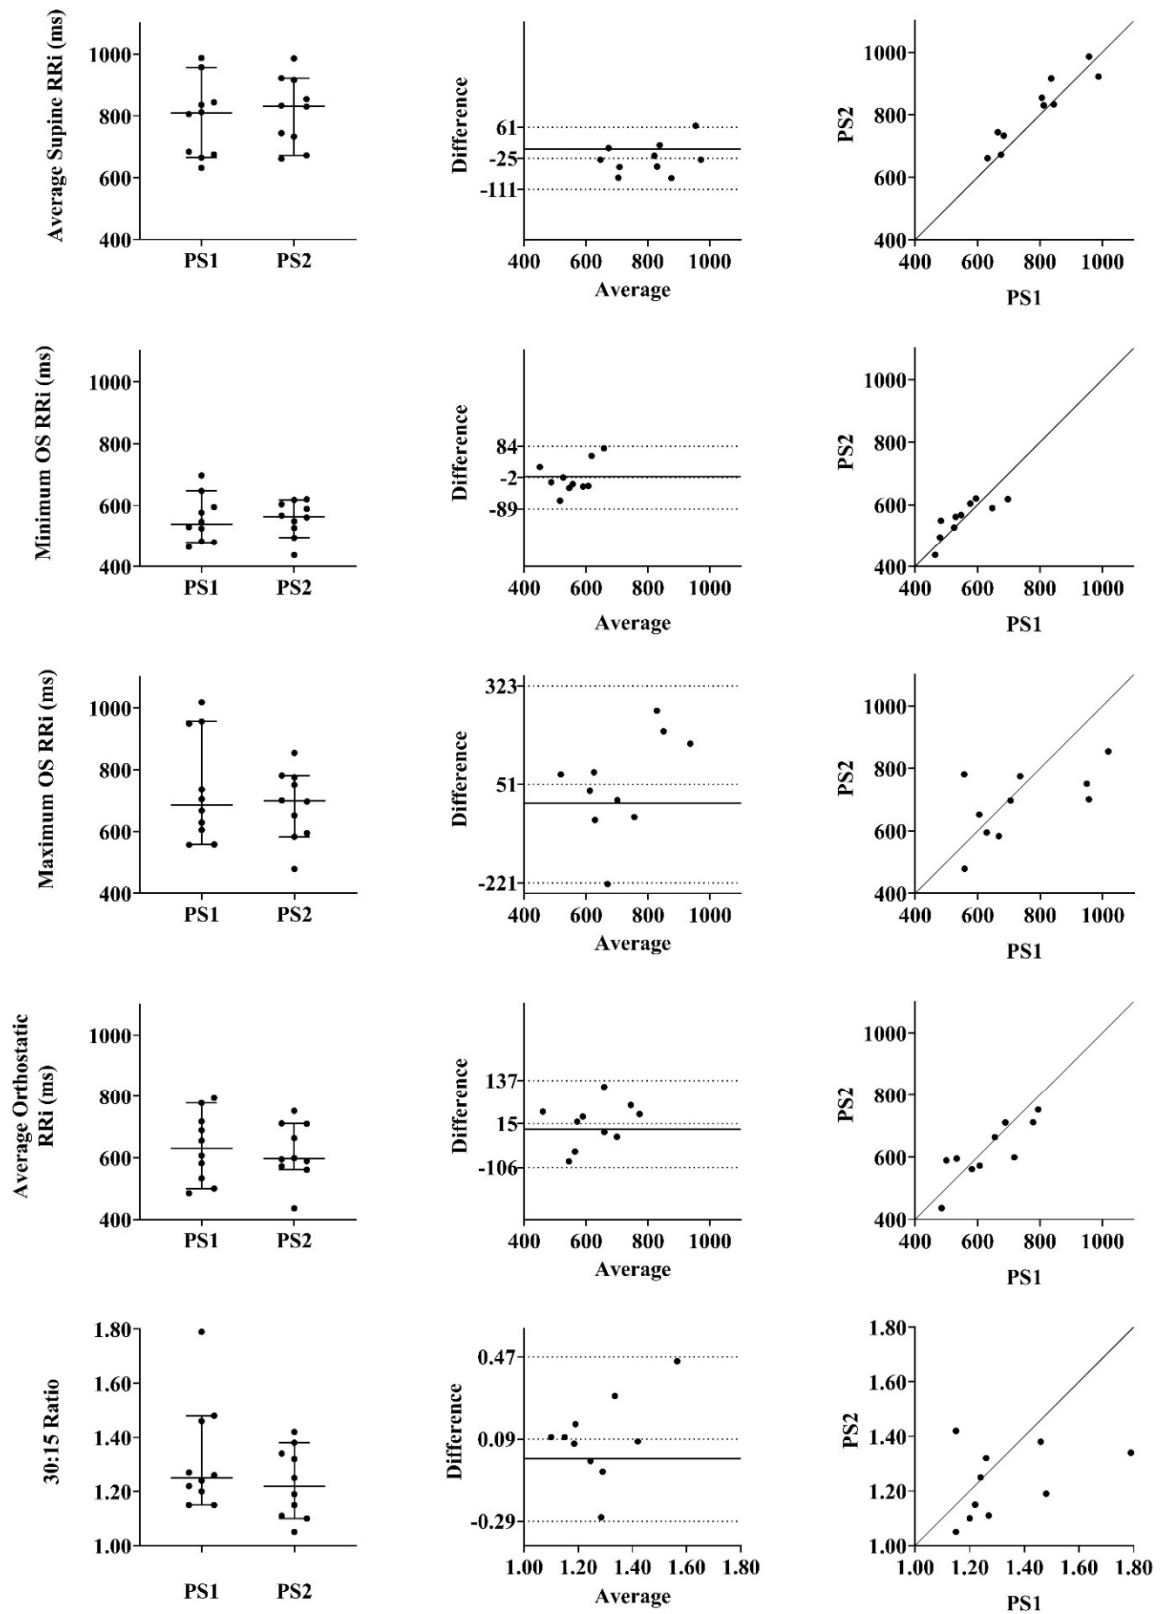 Average Supine RRi (ms)
1000
800
600
400
PS1 PS2
Difference
61
-25
-111
400 600 800 1000
Average
PS2
1000
800
600
400
400 600 800 1000
PS1
Minimum OS RRi (ms)
1000
800
600
400
PS1 PS2
Difference
84
-2
-89
400 600 800 1000
Average
PS2
1000
800
600
400
400 600 800 1000
PS1
Maximum OS RRi (ms)
1000
800
600
400
PS1 PS2
Difference
323
51
-221
400 600 800 1000
Average
PS2
1000
800
600
400
400 600 800 1000
PS1
Average Orthostatic
RRi (ms)
1000
800
600
400
PS1 PS2
Difference
137
15
-106
400 600 800 1000
Average
PS2
1000
800
600
400
400 600 800 1000
PS1
30:15 Ratio
1.80
1.60
1.40
1.20
1.00
PS1 PS2
Difference
0.47
0.09
-0.29
1.00 1.20 1.40 1.60 1.80
Average
PS2
1.80
1.60
1.40
1.20
1.00
1.00 1.20 1.40 1.60 1.80
PS1